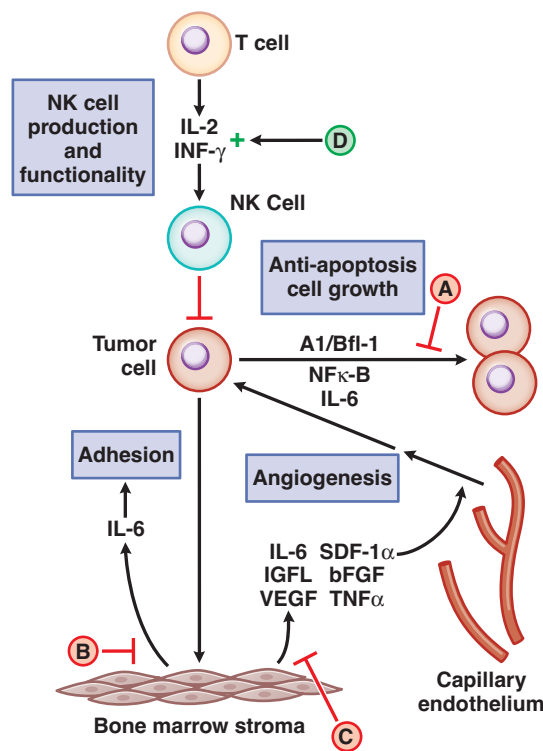 T cell
NK cell
production
and
functionality
IL-2
INF-γ
+
D
NK Cell
Anti-apoptosis
cell growth
A
Tumor
cell
A1/Bfl-1
NFκ-B
IL-6
Adhesion
Angiogenesis
IL-6
IL-6 SDF-1α
IGFL bFGF
VEGF TNFα
B
Bone marrow stroma
C
Capillary
endothelium